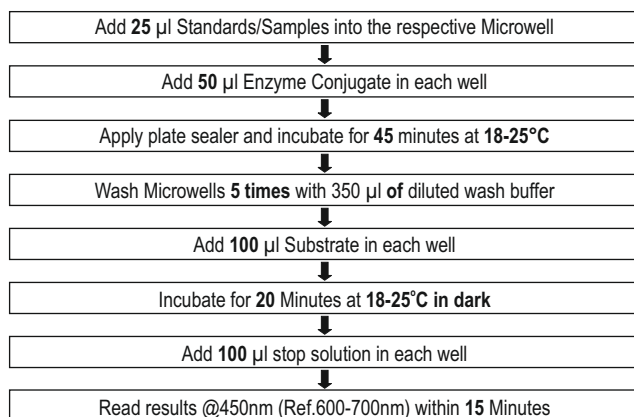 Add 25 µl Standards/Samples into the respective Microwell
Add 50 µl Enzyme Conjugate in each well
Apply plate sealer and incubate for 45 minutes at 18-25°C
Wash Microwells 5 times with 350 µl of diluted wash buffer
Add 100 µl Substrate in each well
Incubate for 20 Minutes at 18-25°C in dark
Add 100 µl stop solution in each well
Read results @450nm (Ref.600-700nm) within 15 Minutes